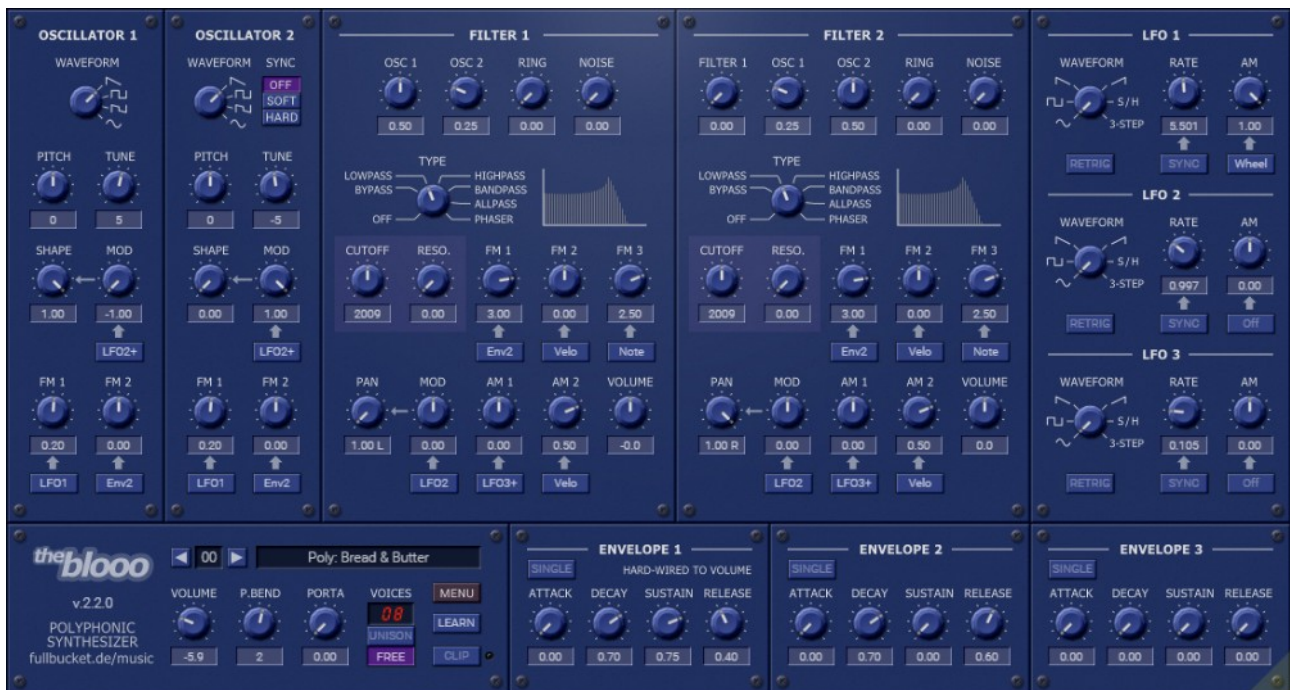 OSCILLATOR 1
WAVEFORM
PITCH TUNE
0 5
SHAPE MOD
1.00 -1.00
LFO2+
FM 1 FM 2
0.20 0.00
LFO1 Env2
OSCILLATOR 2
WAVEFORM SYNC
OFF
SOFT
HARD
PITCH TUNE
0 -5
SHAPE MOD
0.00 1.00
LFO2+
FM 1 FM 2
0.20 0.00
LFO1 Env2
FILTER 1
OSC 1 OSC 2 RING NOISE
0.50 0.25 0.00 0.00
TYPE
LOWPASS HIGHPASS
BYPASS BANDPASS
ALLPASS
OFF PHASER
CUTOFF RESO. FM 1 FM 2 FM 3
2009 0.00 3.00 0.00 2.50
Env2 Velo Note
PAN MOD AM 1 AM 2 VOLUME
1.00 L 0.00 0.00 0.50 -0.0
LFO2 LFO3+ Velo
FILTER 2
FILTER 1 OSC 1 OSC 2 RING NOISE
0.00 0.25 0.50 0.00 0.00
TYPE
LOWPASS HIGHPASS
BYPASS BANDPASS
ALLPASS
OFF PHASER
CUTOFF RESO. FM 1 FM 2 FM 3
2009 0.00 3.00 0.00 2.50
Env2 Velo Note
PAN MOD AM 1 AM 2 VOLUME
1.00 R 0.00 0.00 0.50 0.0
LFO2 LFO3+ Velo
LFO 1
WAVEFORM RATE AM
S/H
3-STEP 5.501 1.00
RETRIG SYNC Wheel
LFO 2
WAVEFORM RATE AM
S/H
3-STEP 0.997 0.00
RETRIG SYNC Off
LFO 3
WAVEFORM RATE AM
S/H
3-STEP 0.105 0.00
RETRIG SYNC Off
the blooo
v.2.2.0
POLYPHONIC
SYNTHESIZER
fullbucket.de/music
00 Poly: Bread & Butter
VOLUME P.BEND PORTA VOICES MENU
08
UNISON LEARN
-5.9 2 0.00 FREE CLIP
ENVELOPE 1
SINGLE HARD-WIRED TO VOLUME
ATTACK DECAY SUSTAIN RELEASE
0.00 0.70 0.75 0.40
ENVELOPE 2
SINGLE
ATTACK DECAY SUSTAIN RELEASE
0.00 0.70 0.00 0.60
ENVELOPE 3
SINGLE
ATTACK DECAY SUSTAIN RELEASE
0.00 0.00 0.00 0.00